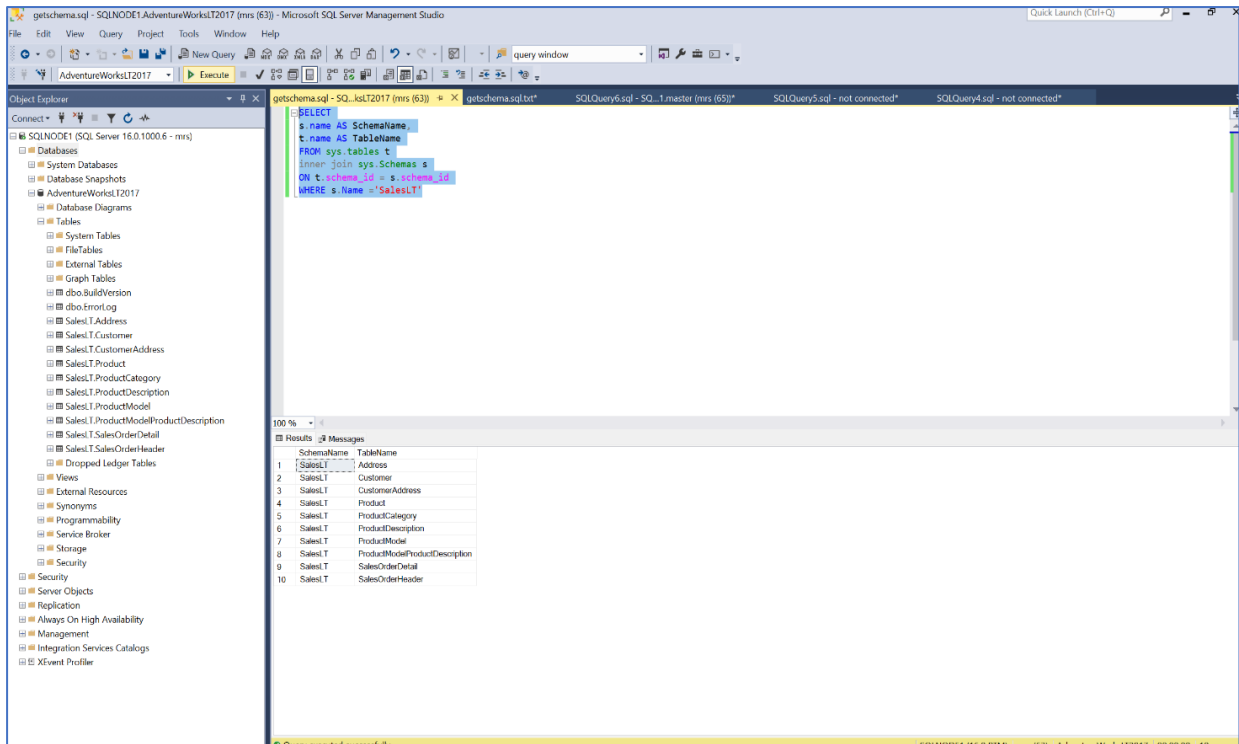 getschema.sql - SQLNODE1.AdventureWorksLT2017 (mrs (63)) - Microsoft SQL Server Management Studio
Quick Launch (Ctrl+Q)
File Edit View Query Project Tools Window Help
New Query
query window
AdventureWorksLT2017
Execute
Object Explorer
Connect
SQLNODE1 (SQL Server 16.0.1000.6 - mrs)
Databases
System Databases
Database Snapshots
AdventureWorksLT2017
Database Diagrams
Tables
System Tables
FileTables
External Tables
Graph Tables
dbo.BuildVersion
dbo.ErrorLog
SalesLT.Address
SalesLT.Customer
SalesLT.CustomerAddress
SalesLT.Product
SalesLT.ProductCategory
SalesLT.ProductDescription
SalesLT.ProductModel
SalesLT.ProductModelProductDescription
SalesLT.SalesOrderDetail
SalesLT.SalesOrderHeader
Dropped Ledger Tables
Views
External Resources
Synonyms
Programmability
Service Broker
Storage
Security
Security
Server Objects
Replication
Always On High Availability
Management
Integration Services Catalogs
XEvent Profiler
getschema.sql - SQ...ksLT2017 (mrs (63)) getschema.sql.txt* SQLQuery6.sql - SQ...1.master (mrs (65))* SQLQuery5.sql - not connected* SQLQuery4.sql - not connected*
SELECT
s.name AS SchemaName,
t.name AS TableName
FROM sys.tables t
inner join sys.Schemas s
ON t.schema_id = s.schema_id
WHERE s.Name ='SalesLT'
100 %
Results Messages
SchemaName TableName
1 SalesLT Address
2 SalesLT Customer
3 SalesLT CustomerAddress
4 SalesLT Product
5 SalesLT ProductCategory
6 SalesLT ProductDescription
7 SalesLT ProductModel
8 SalesLT ProductModelProductDescription
9 SalesLT SalesOrderDetail
10 SalesLT SalesOrderHeader